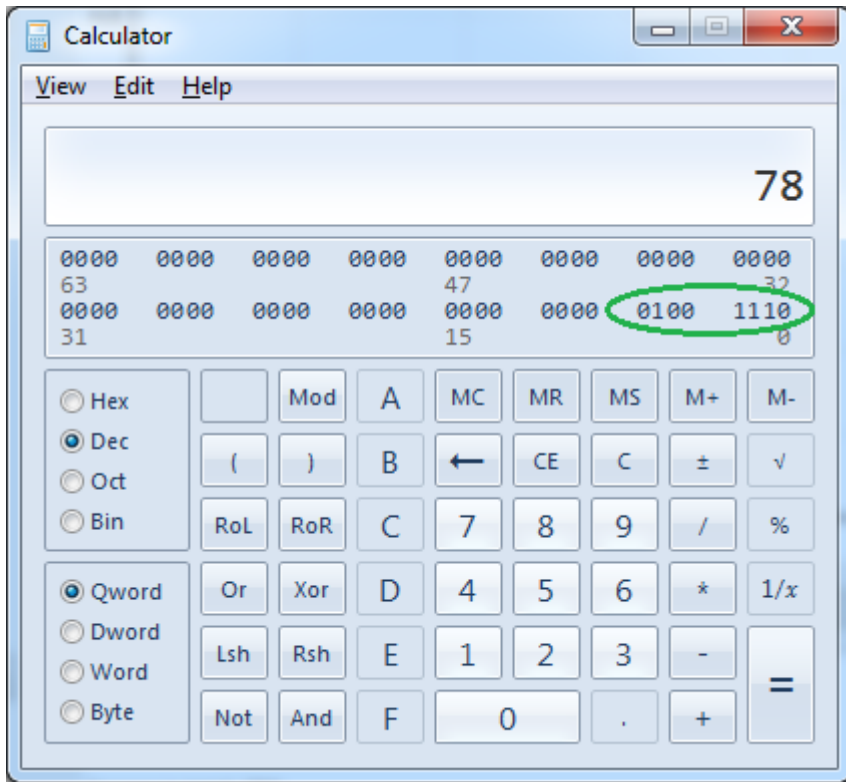 Calculator
View Edit Help
78
0000 0000 0000 0000 0000 0000 0000 0000
63 47 32
0000 0000 0000 0000 0000 0000 0100 1110
31 15 0
Hex
Dec
Oct
Bin
Qword
Dword
Word
Byte
Mod A MC MR MS M+ M-
( ) B ← CE C ± √
RoL RoR C 7 8 9 / %
Or Xor D 4 5 6 * 1/x
Lsh Rsh E 1 2 3 - =
Not And F 0 . +